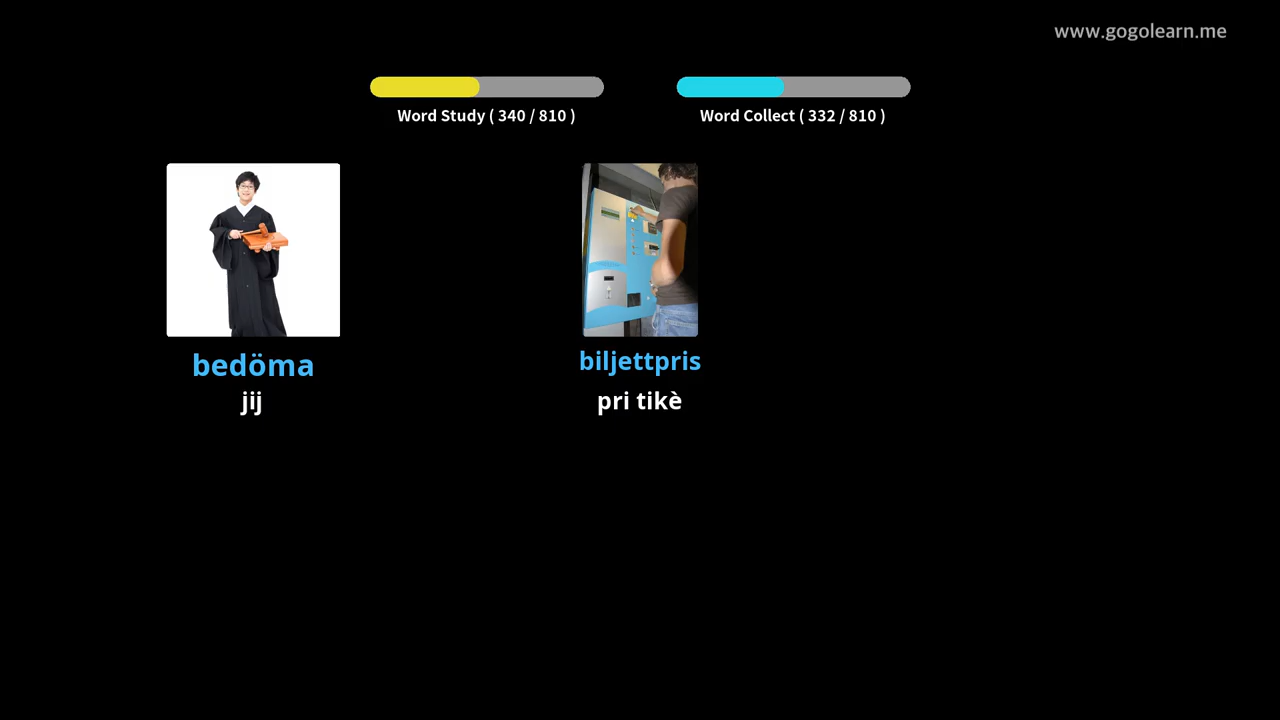 www.gogolearn.me
Word Study ( 340 / 810 )
Word Collect ( 332 / 810 )
bedöma
jij
biljettpris
pri tikè